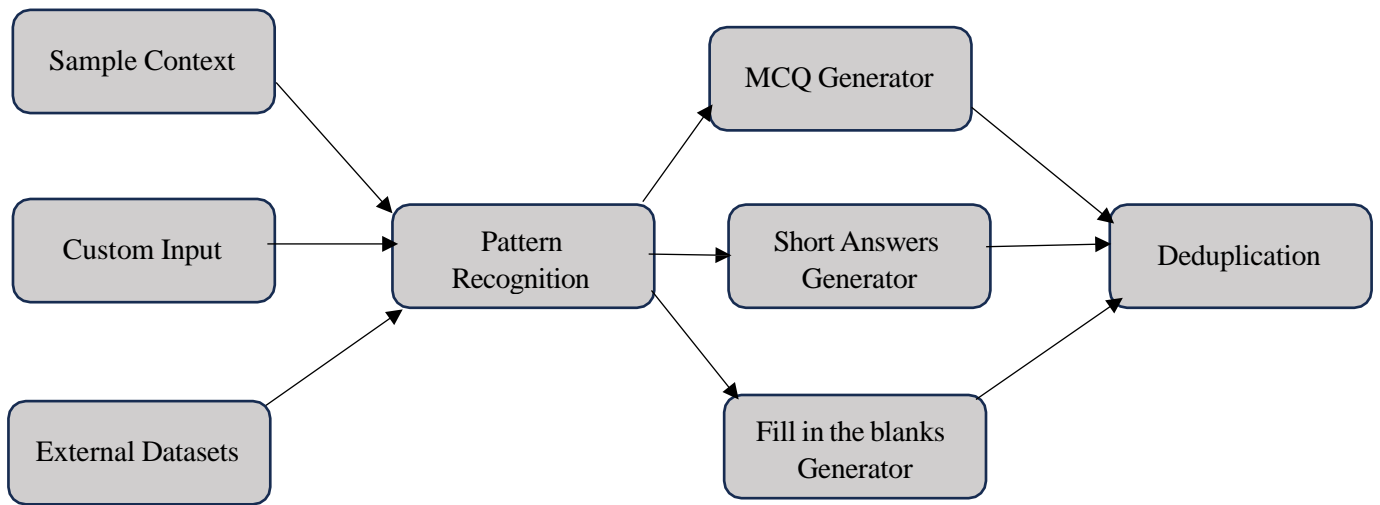 Sample Context
MCQ Generator
Custom Input
Pattern
Recognition
Short Answers
Generator
Deduplication
External Datasets
Fill in the blanks
Generator